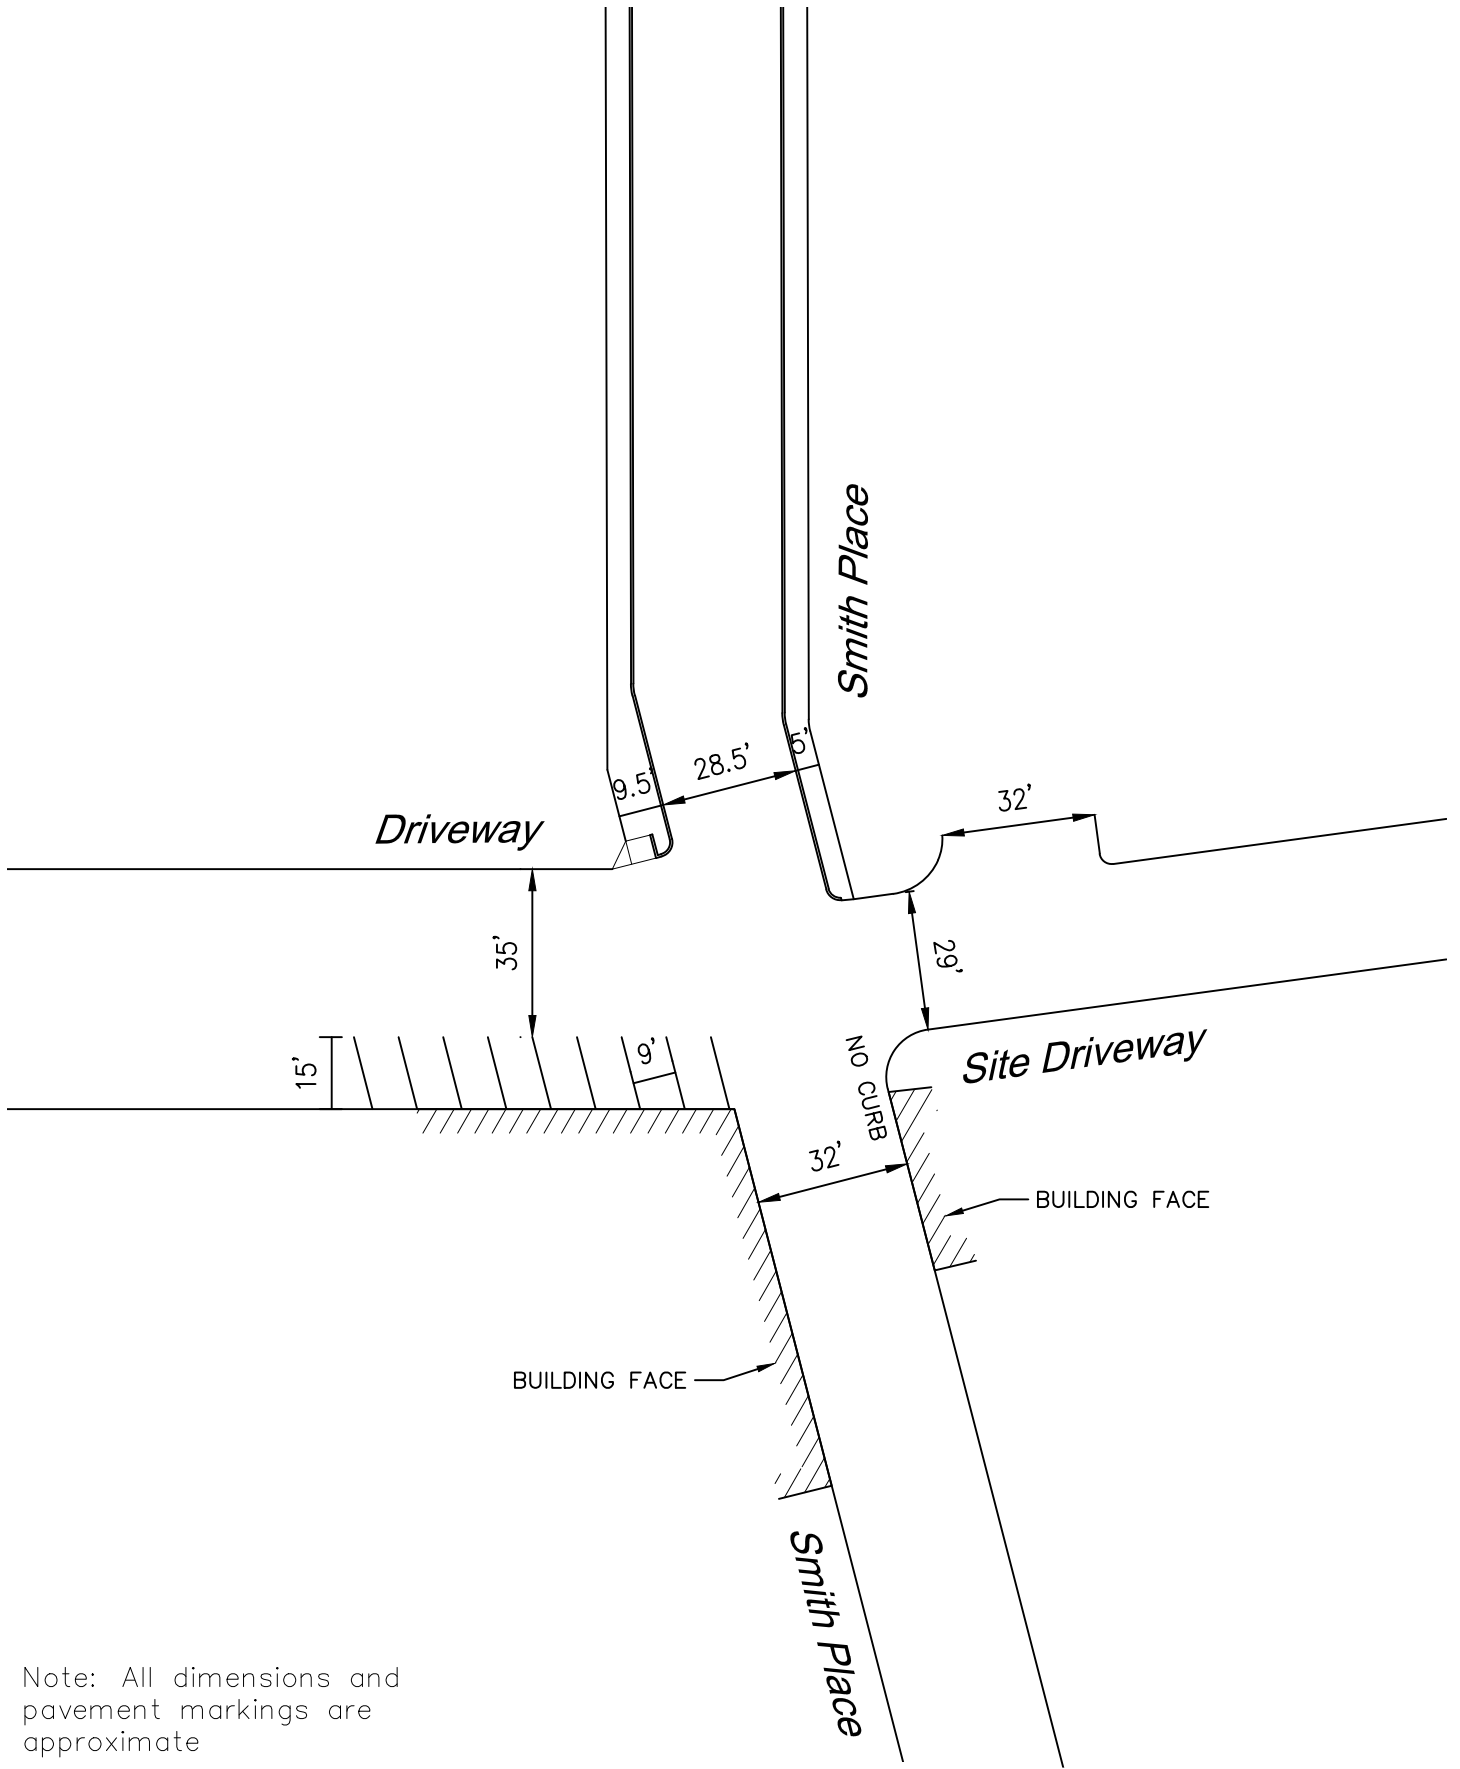 Smith Place
5'
28.5'
9.5'
32'
Driveway
35'
29'
NO CURB
Site Driveway
9'
15'
32'
BUILDING FACE
BUILDING FACE
Smith Place
Note: All dimensions and
pavement markings are
approximate